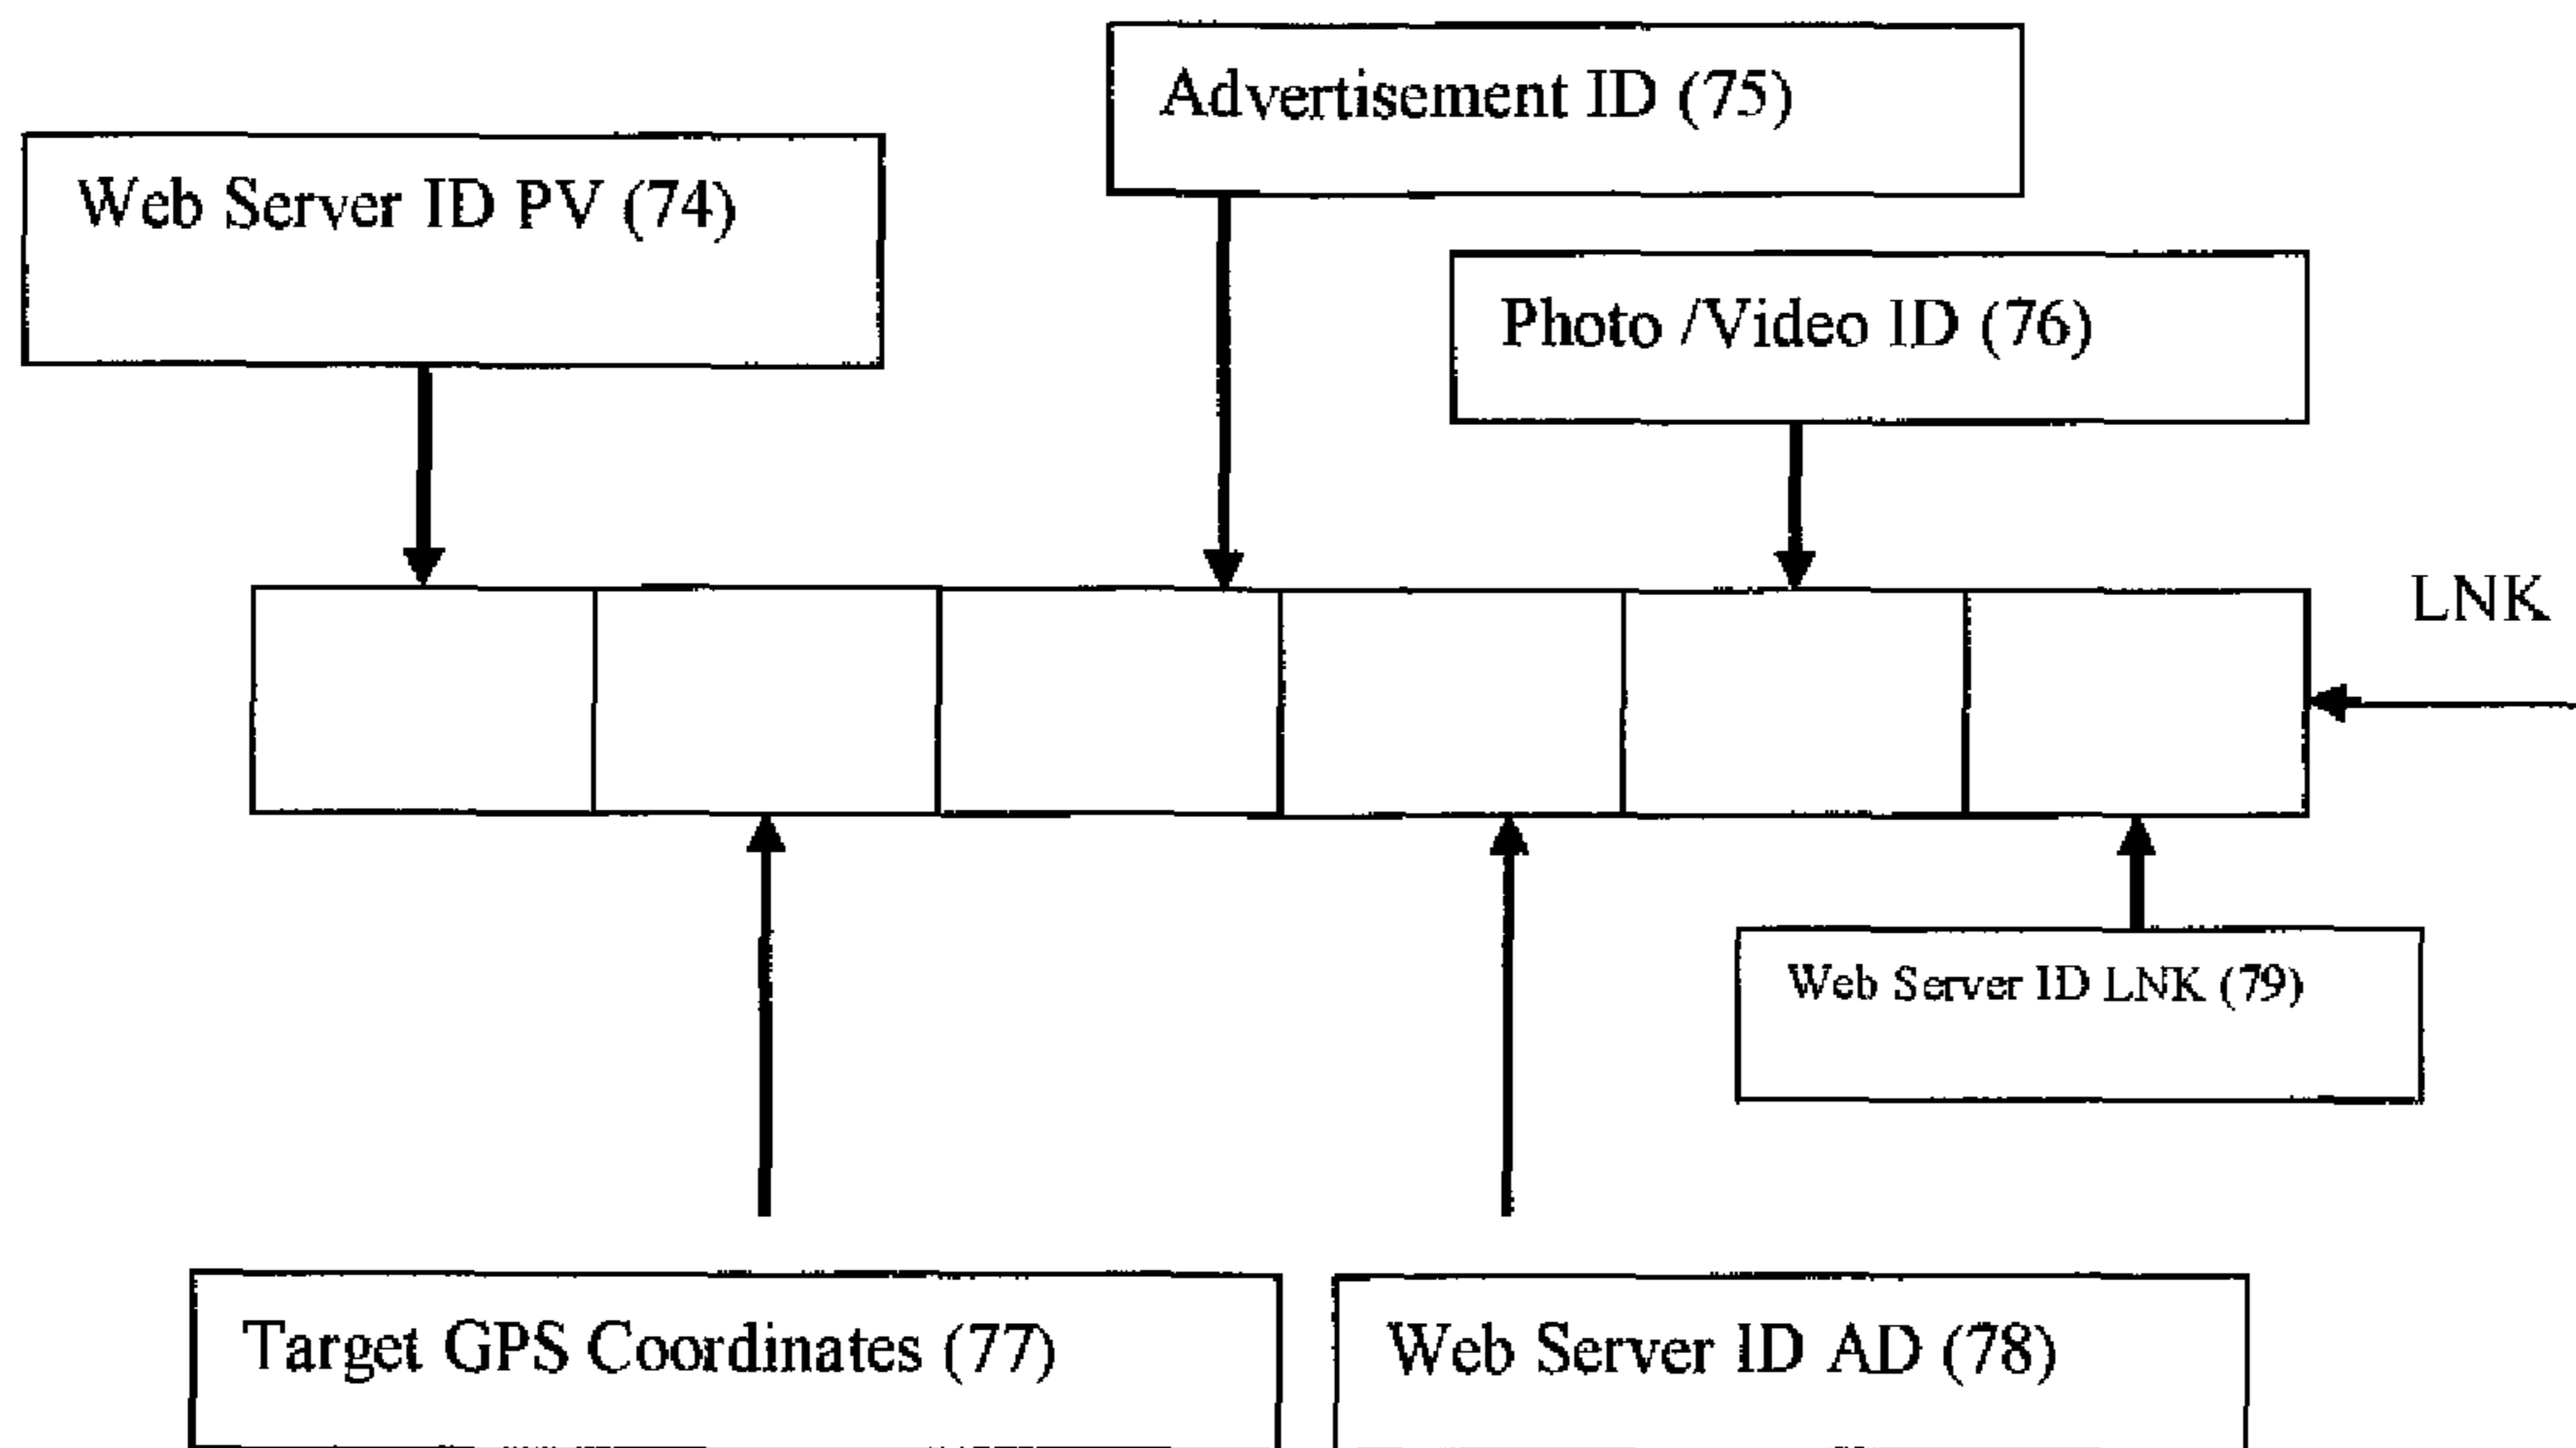 Advertisement ID (75)
Web Server ID PV (74)
Photo /Video ID (76)
LNK
Web Server ID LNK (79)
Target GPS Coordinates (77)
Web Server ID AD (78)